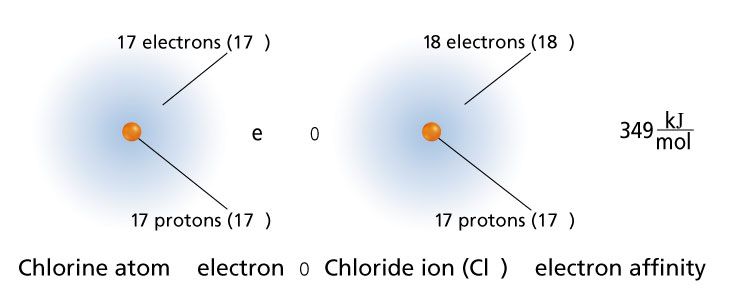 17 electrons (17 )
18 electrons (18 )
e 0
349 kJ/mol
17 protons (17 )
17 protons (17 )
Chlorine atom electron 0 Chloride ion (Cl ) electron affinity